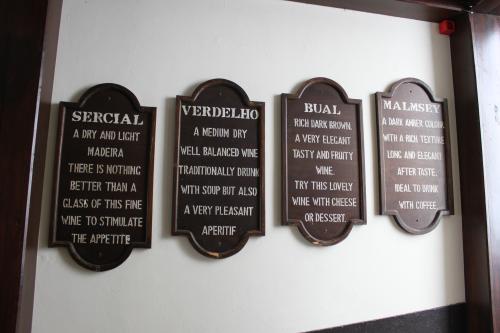 SERCIAL
A DRY AND LIGHT
MADEIRA
THERE IS NOTHING
BETTER THAN A
GLASS OF THIS FINE
WINE TO STIMULATE
THE APPETITE
VERDELHO
A MEDIUM DRY
WELL BALANCED WINE
TRADITIONALLY DRUNK
WITH SOUP BUT ALSO
A VERY PLEASANT
APERITIF
BUAL
RICH DARK BROWN.
A VERY ELEGANT
TASTY AND FRUITY
WINE.
TRY THIS LOVELY
WINE WITH CHEESE
OR DESSERT.
MALMSEY
A DARK AMBER COLOUR
WITH A RICH TEXTURE
LONG AND ELEGANT
AFTER TASTE.
IDEAL TO DRINK
WITH COFFEE.